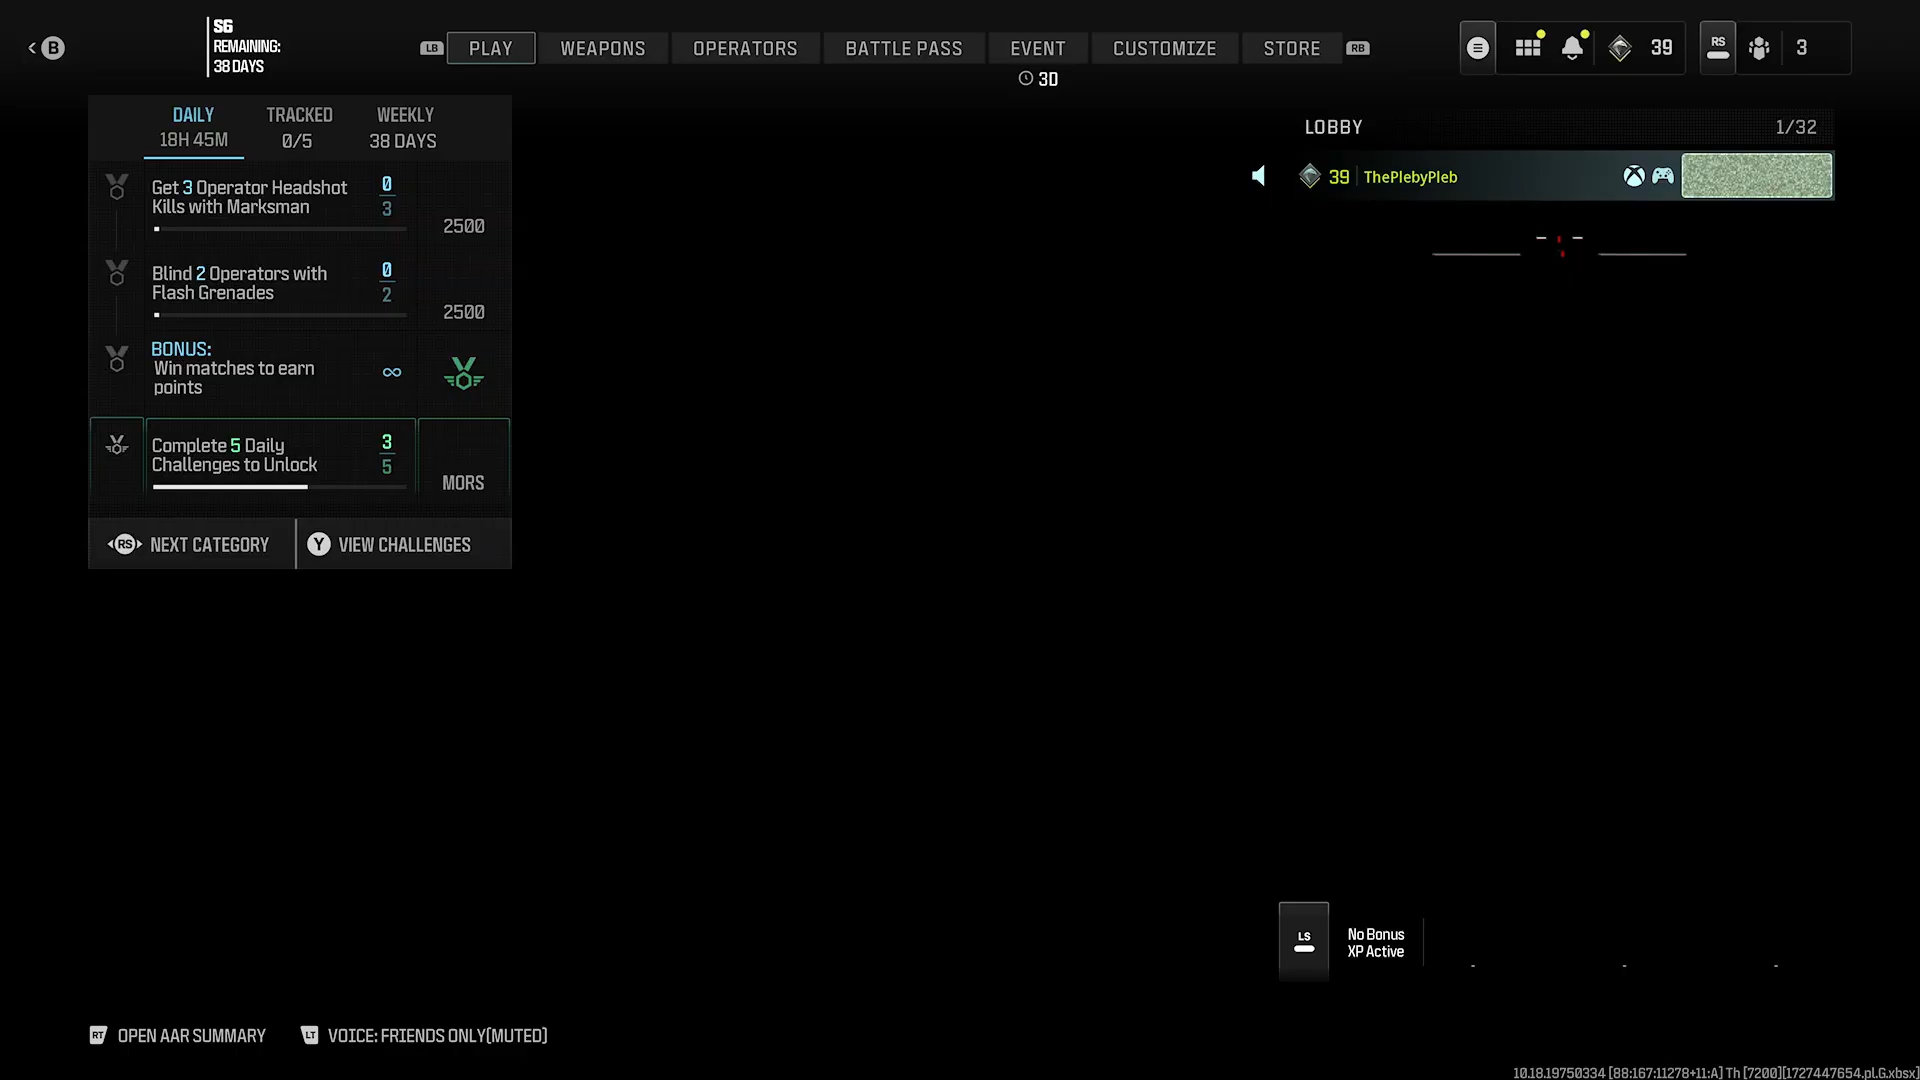 B
S6
REMAINING:
38 DAYS
LB
PLAY
WEAPONS
OPERATORS
BATTLE PASS
EVENT
CUSTOMIZE
STORE
RB
3D
39
RS
3
DAILY
18H 45M
TRACKED
0/5
WEEKLY
38 DAYS
Get 3 Operator Headshot
Kills with Marksman
0
3
2500
Blind 2 Operators with
Flash Grenades
0
2
2500
BONUS:
Win matches to earn
points
∞
Complete 5 Daily
Challenges to Unlock
3
5
MORS
RS NEXT CATEGORY
Y VIEW CHALLENGES
LOBBY
1/32
39 ThePlebyPleb
LS
No Bonus
XP Active
RT OPEN AAR SUMMARY
LT VOICE: FRIENDS ONLY(MUTED)
10.18.19750334 [88:167:11278+11:A] Th [7200][1727447654.pl.G.xbsx]